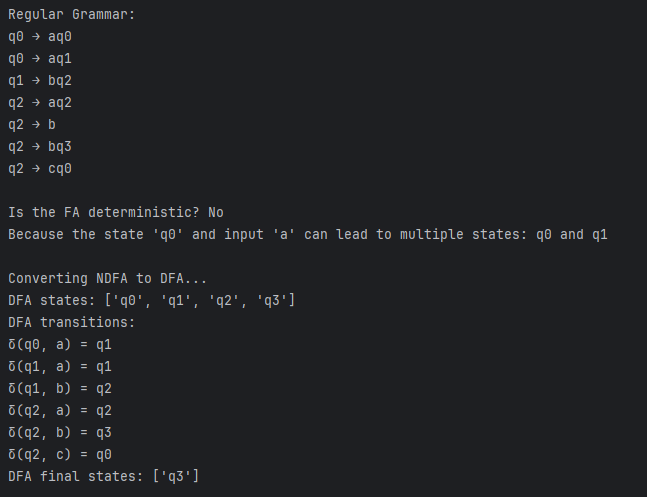 Regular Grammar:
q0 → aq0
q0 → aq1
q1 → bq2
q2 → aq2
q2 → b
q2 → bq3
q2 → cq0
Is the FA deterministic? No
Because the state 'q0' and input 'a' can lead to multiple states: q0 and q1
Converting NDFA to DFA...
DFA states: ['q0', 'q1', 'q2', 'q3']
DFA transitions:
δ(q0, a) = q1
δ(q1, a) = q1
δ(q1, b) = q2
δ(q2, a) = q2
δ(q2, b) = q3
δ(q2, c) = q0
DFA final states: ['q3']